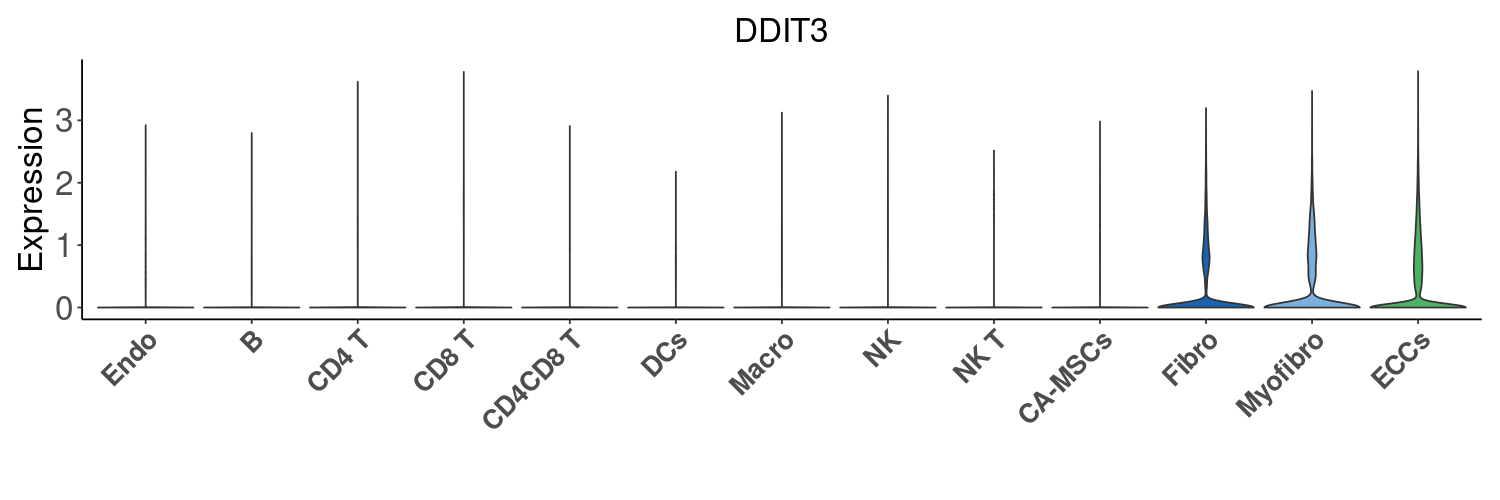 DDIT3
Expression
3
2
1
0
Endo
B
CD4 T
CD8 T
CD4CD8 T
DCs
Macro
NK
NK T
CA-MSCs
Fibro
Myofibro
ECCs